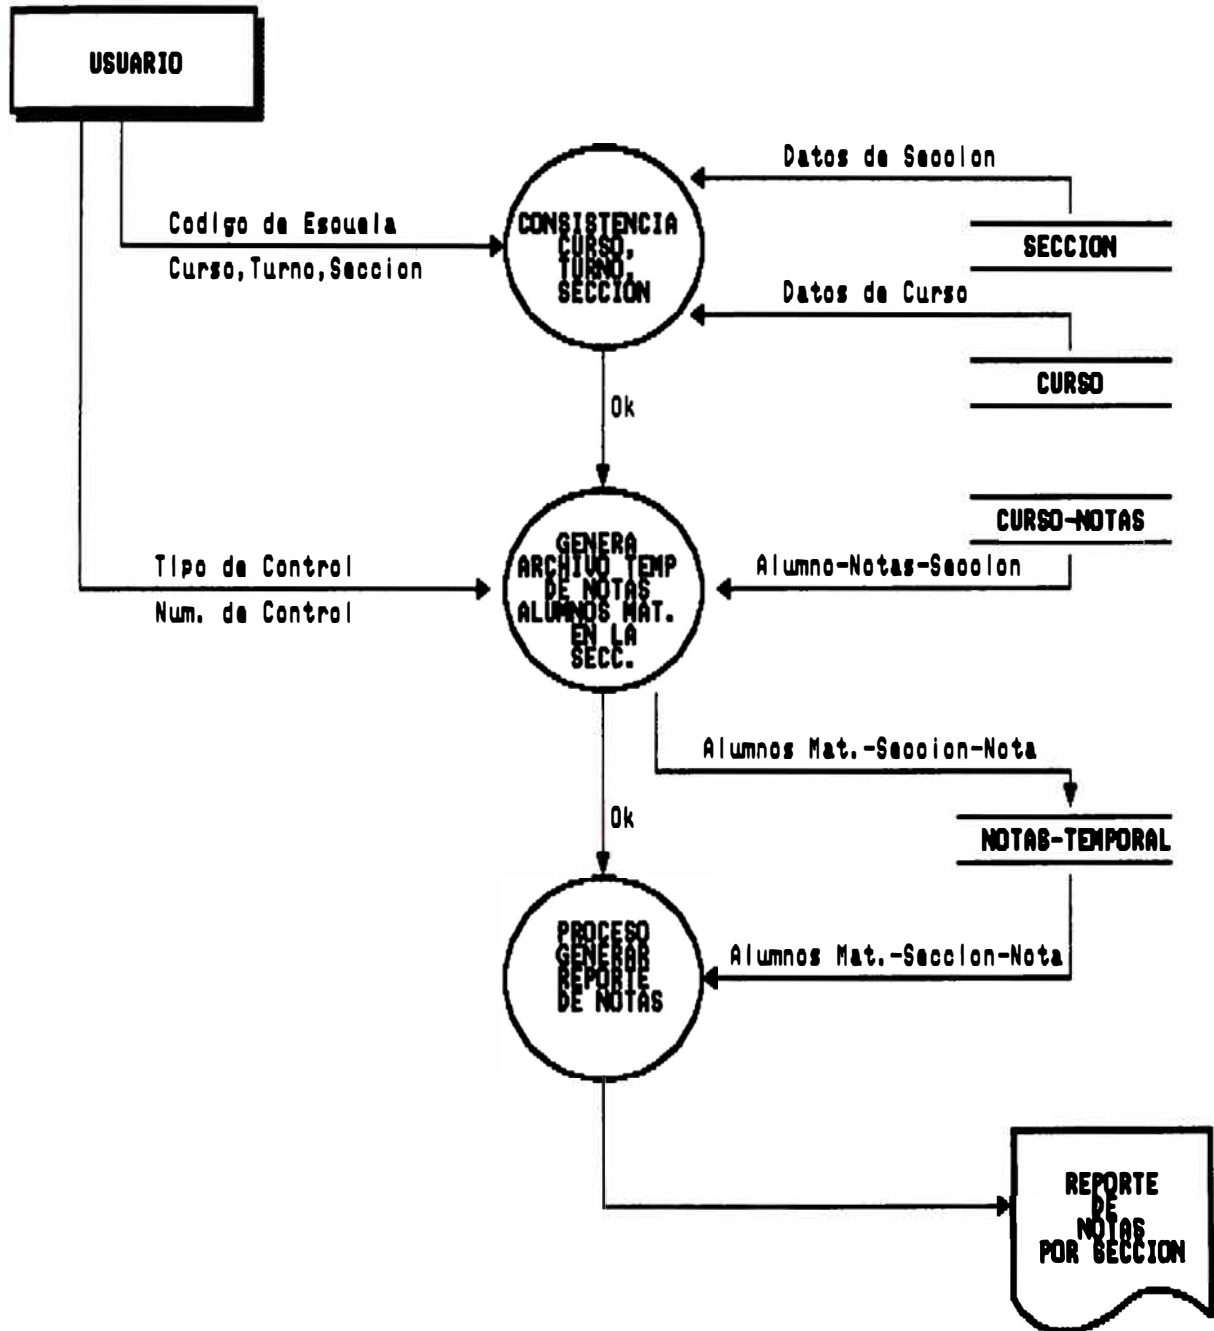 USUARIO
Datos de Seccion
Codigo de Escuela
Curso,Turno,Seccion
CONSISTENCIA
CURSO,
TURNO,
SECCION
SECCION
Datos de Curso
CURSO
Ok
CURSO-NOTAS
Tipo de Control
Num. de Control
GENERA
ARCHIVO TEMP
DE NOTAS
ALUMNOS MAT.
EN LA
SECC.
Alumno-Notas-Seccion
Alumnos Mat.-Seccion-Nota
Ok
NOTAS-TEMPORAL
PROCESO
GENERAR
REPORTE
DE NOTAS
Alumnos Mat.-Seccion-Nota
REPORTE
DE
NOTAS
POR SECCION